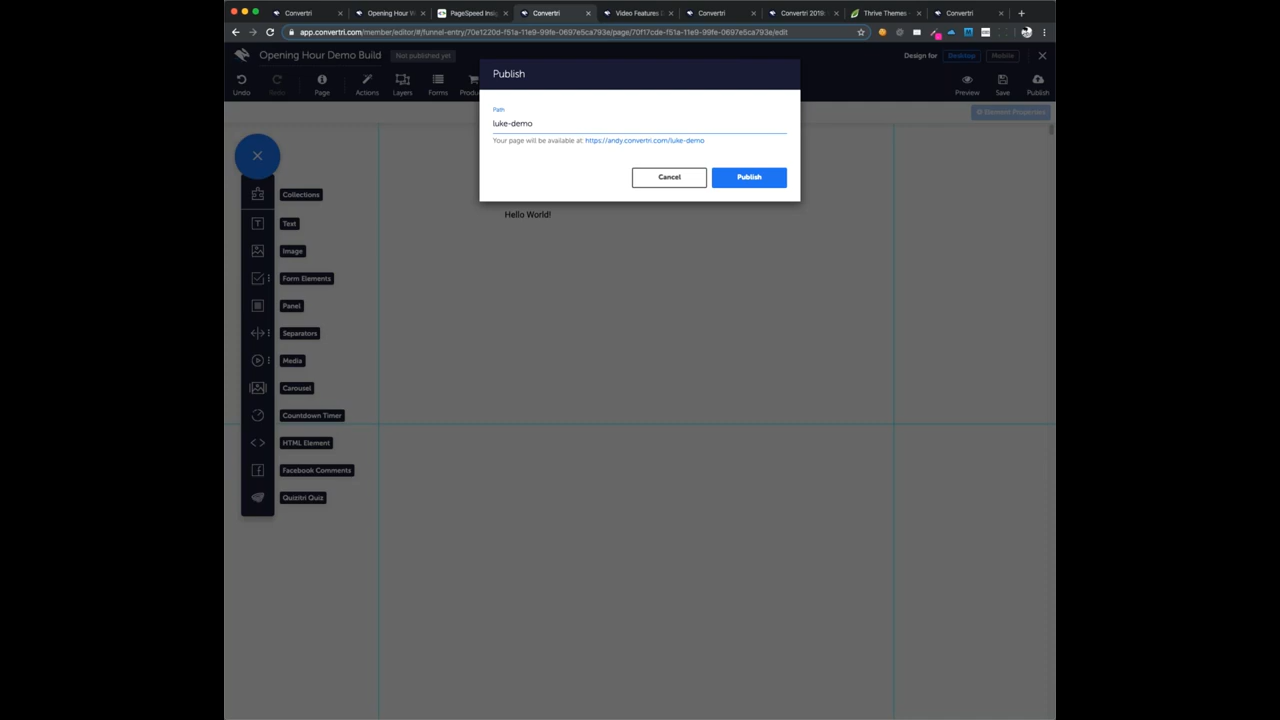 Convertri
Opening Hour W
PageSpeed Insig
Convertri
Video Features
Convertri
Convertri 2019
Thrive Themes
Convertri
app.convertri.com/member/editor/#/funnel-entry/70e1220d-f51a-11e9-99fe-0697e5ca793e/page/70f17cde-f51a-11e9-99fe-0697e5ca793e/edit
Opening Hour Demo Build
Not published yet
Design for
Desktop
Mobile
Undo
Redo
Page
Actions
Layers
Forms
Produ
Preview
Save
Publish
Element Properties
Publish
Path
luke-demo
Your page will be available at: https://andy.convertri.com/luke-demo
Cancel
Publish
Hello World!
Collections
Text
Image
Form Elements
Panel
Separators
Media
Carousel
Countdown Timer
HTML Element
Facebook Comments
Quizitri Quiz